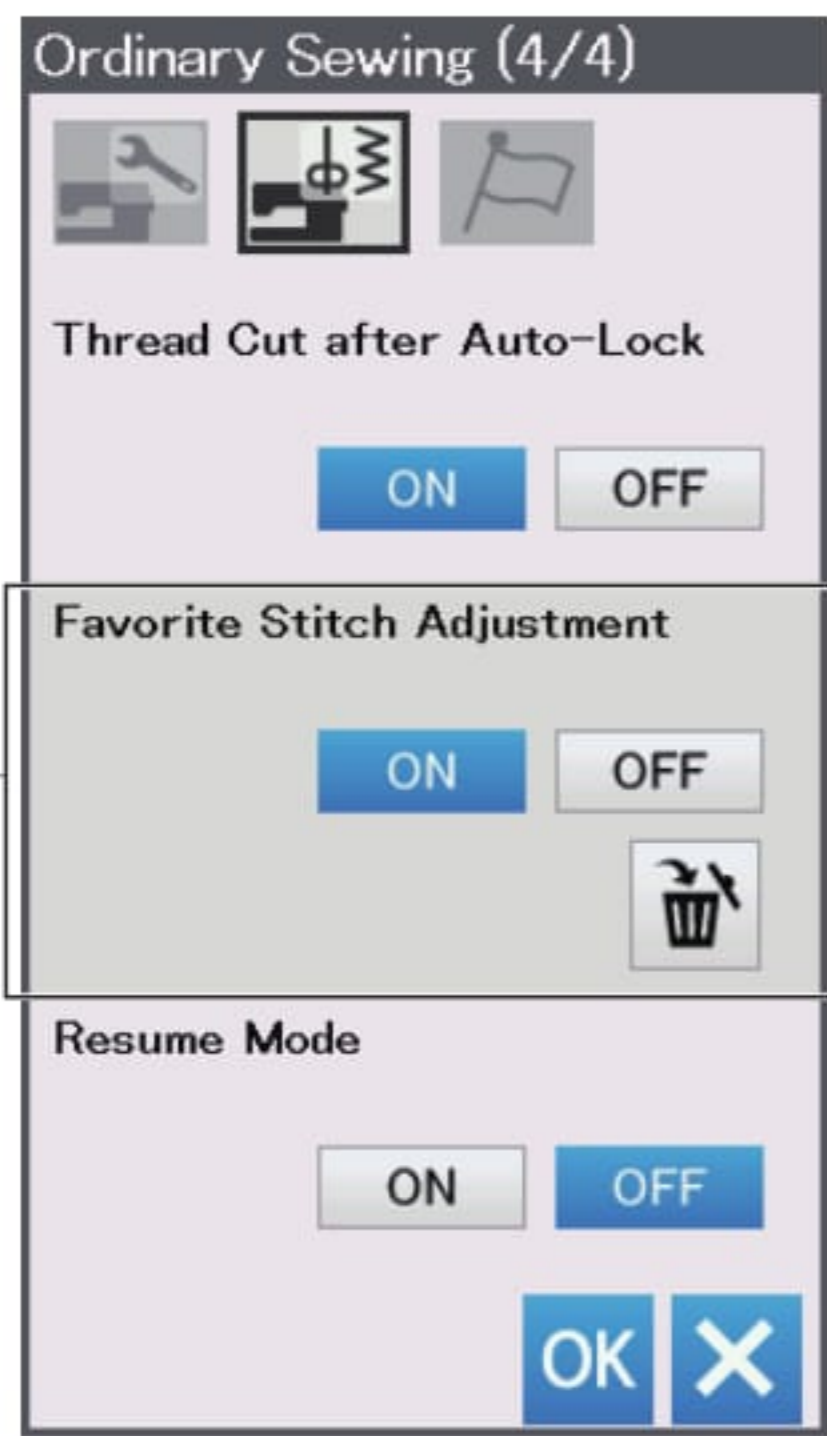 Ordinary Sewing (4/4)
Thread Cut after Auto-Lock
ON OFF
Favorite Stitch Adjustment
ON OFF
Resume Mode
ON OFF
OK